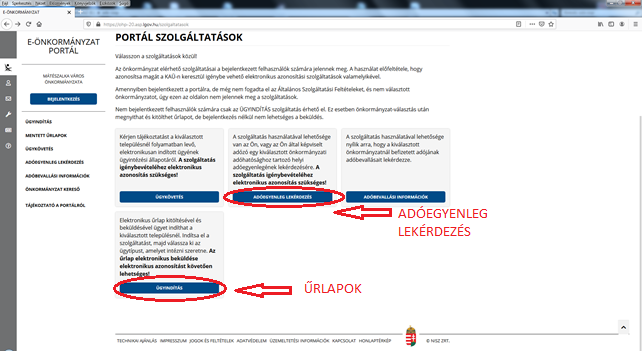 Fájl Szerkesztés Nézet Előzmények Könyvjelzők Eszközök Súgó
E-ÖNKORMÁNYZAT
https://ohp-20.asp.lgov.hu/szolgaltatasok
E-ÖNKORMÁNYZAT
PORTÁL
MÁTÉSZALKA VÁROS
ÖNKORMÁNYZATA
BEJELENTKEZÉS
ÜGYINDÍTÁS
MENTETT ŰRLAPOK
ÜGYKÖVETÉS
ADÓEGYENLEG LEKÉRDEZÉS
ADÓBEVALLÁSI INFORMÁCIÓK
ÖNKORMÁNYZAT KERESŐ
TÁJÉKOZTATÓ A PORTÁLRÓL
PORTÁL SZOLGÁLTATÁSOK
Válasszon a szolgáltatások közül!
Az önkormányzat elérhető szolgáltatásai a bejelentkezett felhasználók számára jelennek meg. A használat előfeltétele, hogy
azonosítsa magát a KAÜ-n keresztül igénybe vehető elektronikus azonosítási szolgáltatások valamelyikével.
Amennyiben bejelentkezett a portálra, de még nem fogadta el az Általános Szolgáltatási Feltételeket, és nem választott
önkormányzatot, úgy ezen az oldalon nem jelennek meg a szolgáltatások.
Nem bejelentkezett felhasználók számára csak az ÜGYINDÍTÁS szolgáltatás érhető el. Ez esetben önkormányzat-választás után
megnyithat és kitölthet űrlapot, de bejelentkezés nélkül nem lehetséges a beküldés.
Kérjen tájékoztatást a kiválasztott
településnél folyamatban levő,
elektronikusan indított ügyének
ügyintézési állapotáról. A szolgáltatás
igénybevételéhez elektronikus
azonosítás szükséges!
ÜGYKÖVETÉS
A szolgáltatás használatával lehetősége
van az Ön, vagy az Ön által képviselt
adózó egy kiválasztott önkormányzati
adóhatósághoz tartozó helyi
adóegyenlegének lekérdezésére. A
szolgáltatás igénybevételéhez
elektronikus azonosítás szükséges!
ADÓEGYENLEG LEKÉRDEZÉS
A szolgáltatás használatával lehetősége
nyílik arra, hogy a kiválasztott
önkormányzatnál befizetett adójának
adóbevallásait lekérdezze.
ADÓBEVALLÁSI INFORMÁCIÓK
ADÓEGYENLEG
LEKÉRDEZÉS
Elektronikus űrlap kitöltésével és
beküldésével ügyet indíthat a
kiválasztott településnél. Indítsa el a
szolgáltatást, majd válassza ki az
ügytípust, amelyet intézni szeretne. Az
űrlap elektronikus beküldése
elektronikus azonosítást követően
lehetséges!
ÜGYINDÍTÁS
ŰRLAPOK
TECHNIKAI AJÁNLÁS IMPRESSZUM JOGOK ÉS FELTÉTELEK ADATVÉDELEM ÜZEMELTETÉSI INFORMÁCIÓK KAPCSOLAT HONLAPTÉRKÉP © NISZ ZRT.